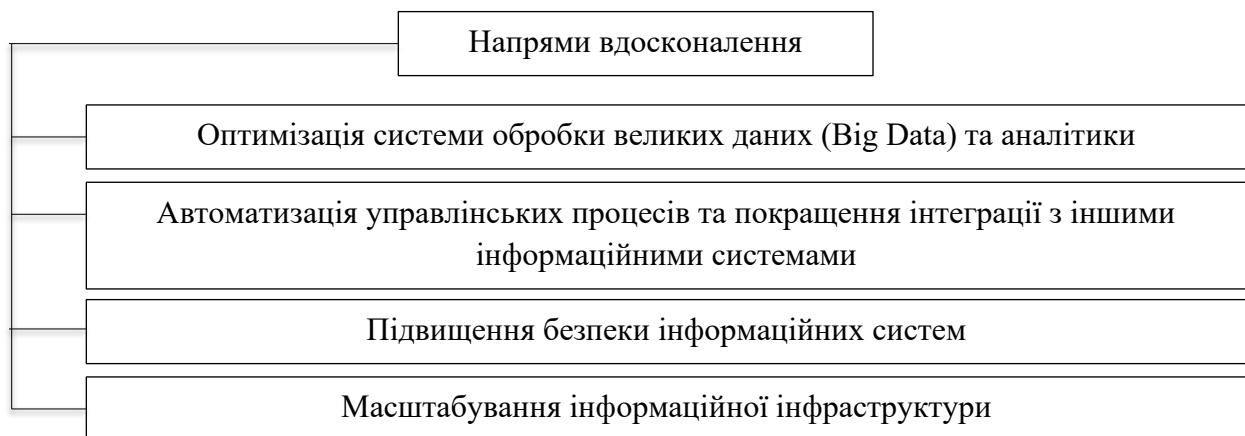 Напрями вдосконалення
Оптимізація системи обробки великих даних (Big Data) та аналітики
Автоматизація управлінських процесів та покращення інтеграції з іншими
інформаційними системами
Підвищення безпеки інформаційних систем
Масштабування інформаційної інфраструктури